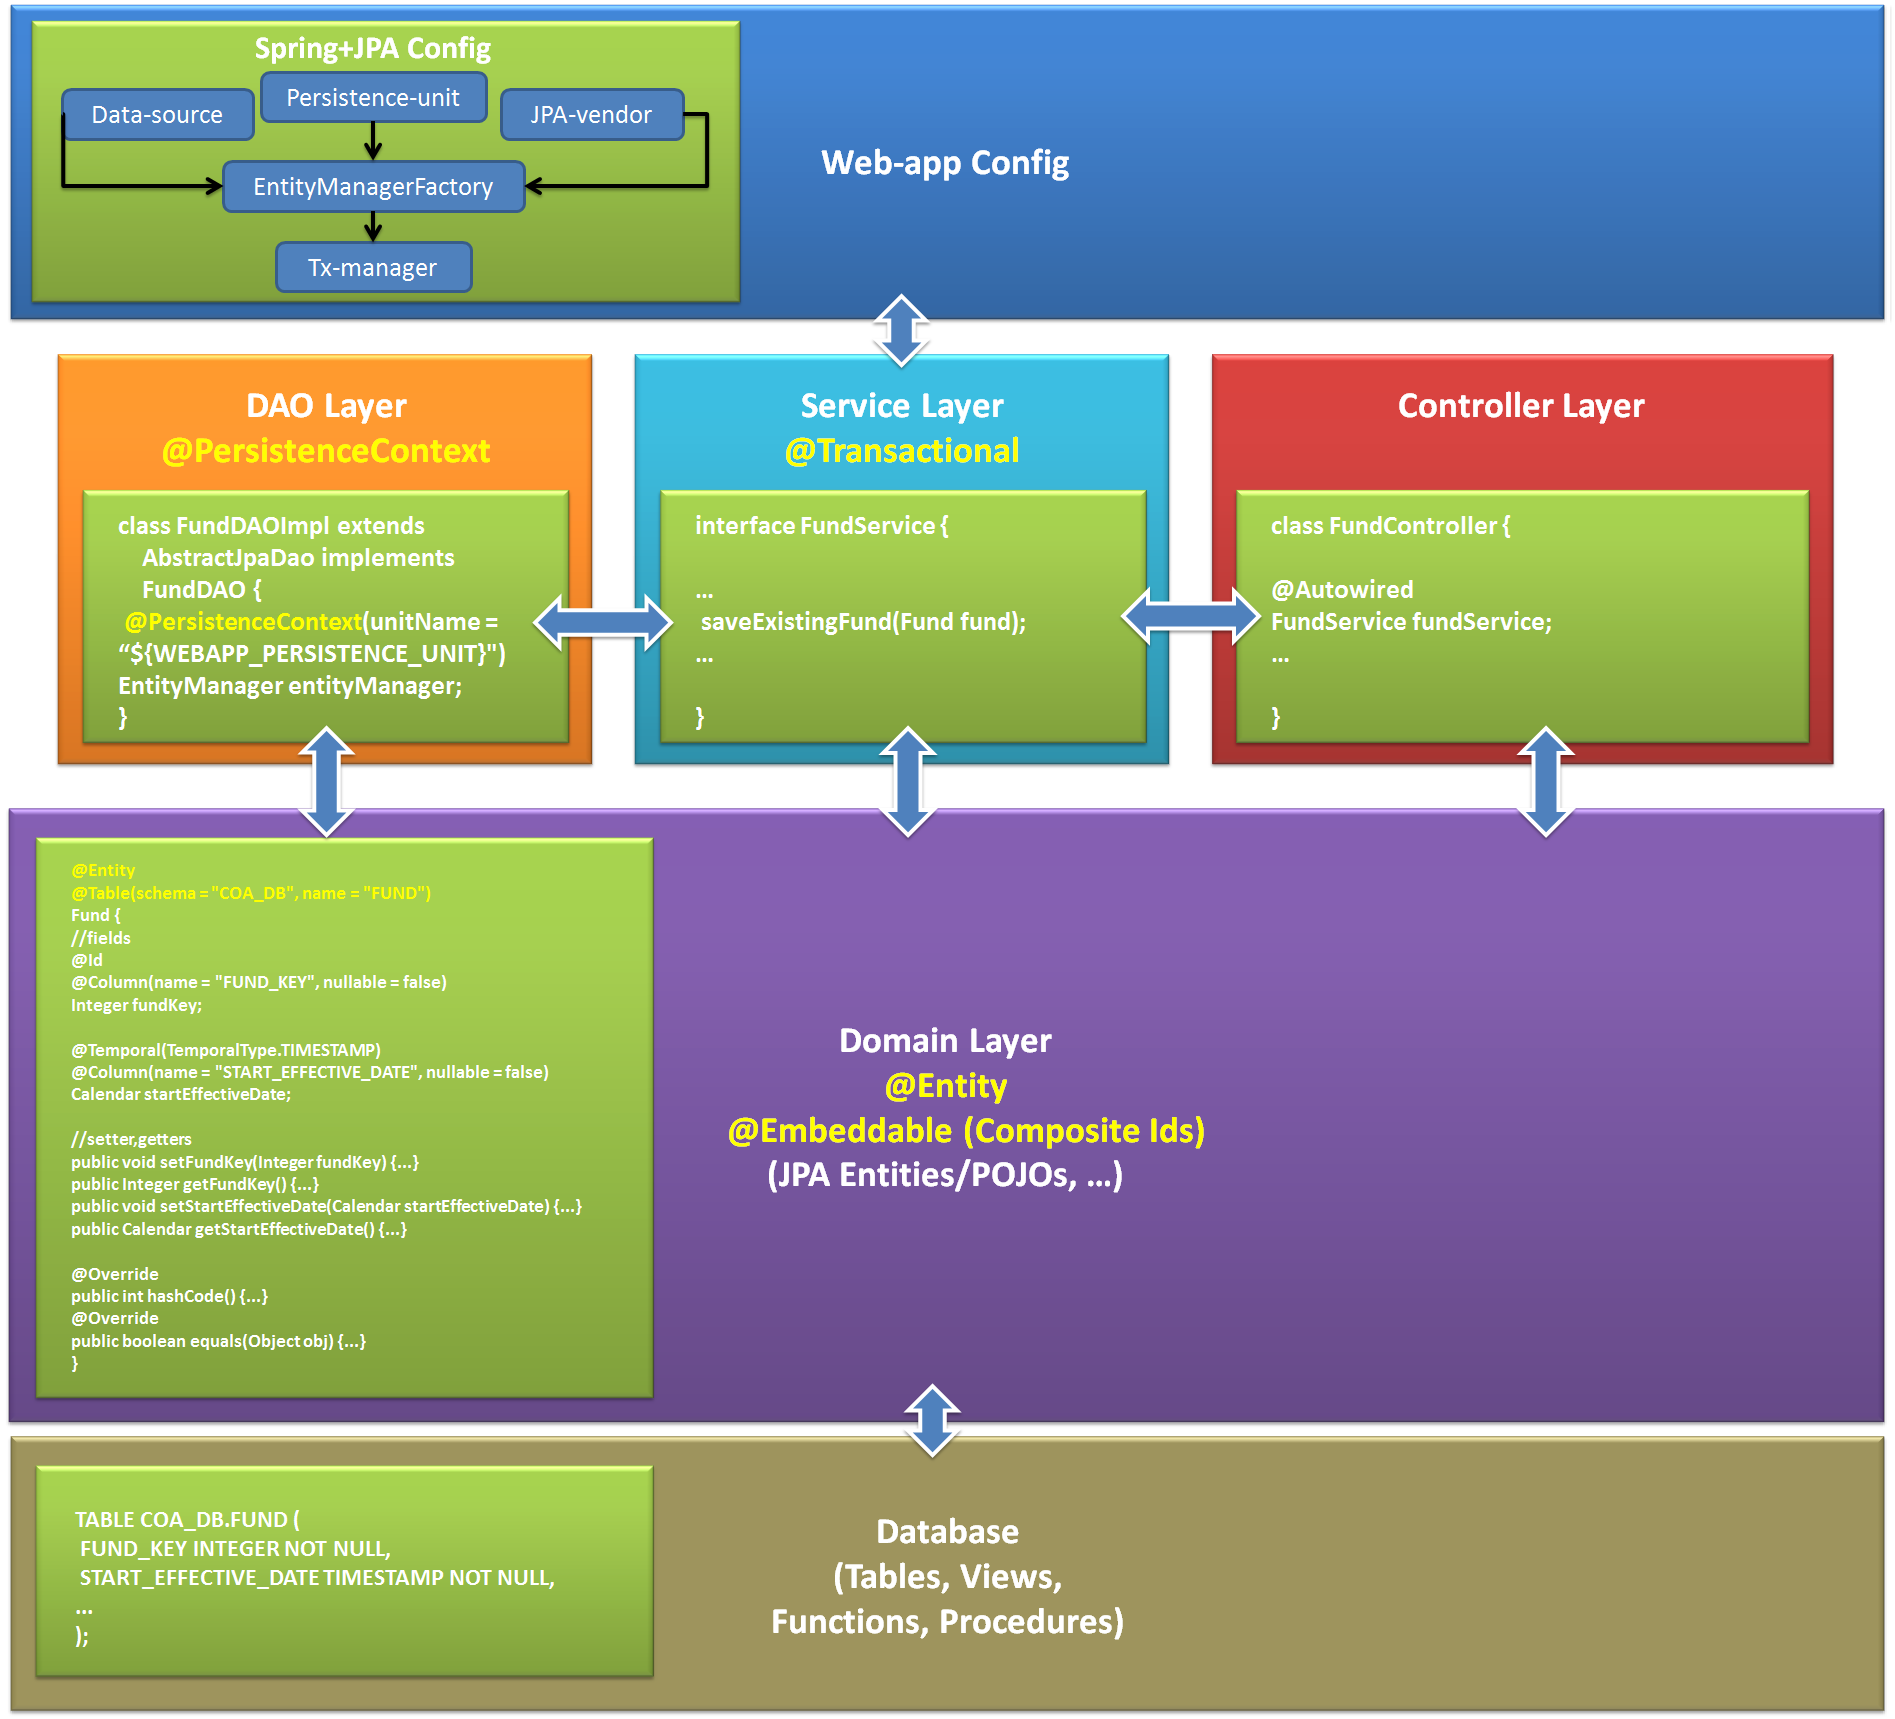 Spring+JPA Config
Data-source
Persistence-unit
JPA-vendor
EntityManagerFactory
Tx-manager
Web-app Config
DAO Layer
@PersistenceContext
class FundDAOImpl extends
AbstractJpaDao implements
FundDAO {
@PersistenceContext(unitName =
“${WEBAPP_PERSISTENCE_UNIT}")
EntityManager entityManager;
}
Service Layer
@Transactional
interface FundService {
...
saveExistingFund(Fund fund);
...
}
Controller Layer
class FundController {
@Autowired
FundService fundService;
...
}
@Entity
@Table(schema = "COA_DB", name = "FUND")
Fund {
//fields
@Id
@Column(name = "FUND_KEY", nullable = false)
Integer fundKey;
@Temporal(TemporalType.TIMESTAMP)
@Column(name = "START_EFFECTIVE_DATE", nullable = false)
Calendar startEffectiveDate;
//setter,getters
public void setFundKey(Integer fundKey) {...}
public Integer getFundKey() {...}
public void setStartEffectiveDate(Calendar startEffectiveDate) {...}
public Calendar getStartEffectiveDate() {...}
@Override
public int hashCode() {...}
@Override
public boolean equals(Object obj) {...}
}
Domain Layer
@Entity
@Embeddable (Composite Ids)
(JPA Entities/POJOs, ...)
TABLE COA_DB.FUND (
FUND_KEY INTEGER NOT NULL,
START_EFFECTIVE_DATE TIMESTAMP NOT NULL,
...
);
Database
(Tables, Views,
Functions, Procedures)